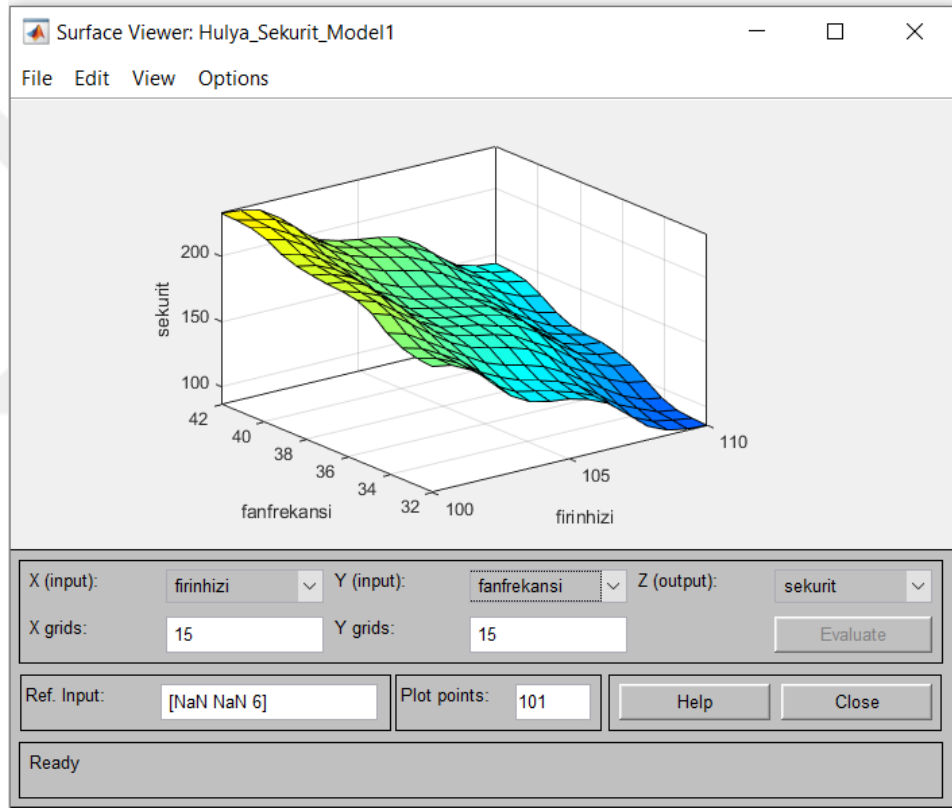 Surface Viewer: Hulya_Sekurit_Model1
File Edit View Options
sekurit
200
150
100
42
40
38
36
34
32
fanfrekansi
100
105
110
firinhizi
X (input): firinhizi Y (input): fanfrekansi Z (output): sekurit
X grids: 15 Y grids: 15 Evaluate
Ref. Input: [NaN NaN 6] Plot points: 101 Help Close
Ready